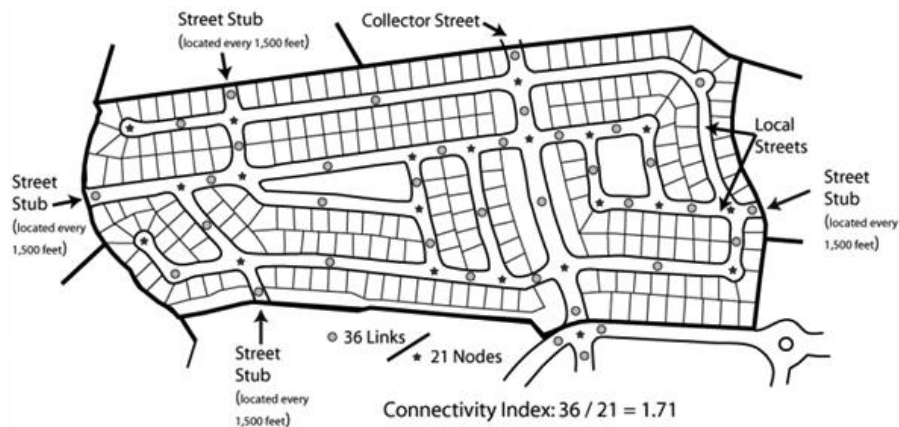 Street Stub
(located every 1,500 feet)
Collector Street
Local
Streets
Street
Stub
(located every
1,500 feet)
Street
Stub
(located every
1,500 feet)
Street
Stub
(located every
1,500 feet)
36 Links
21 Nodes
Connectivity Index: 36 / 21 = 1.71